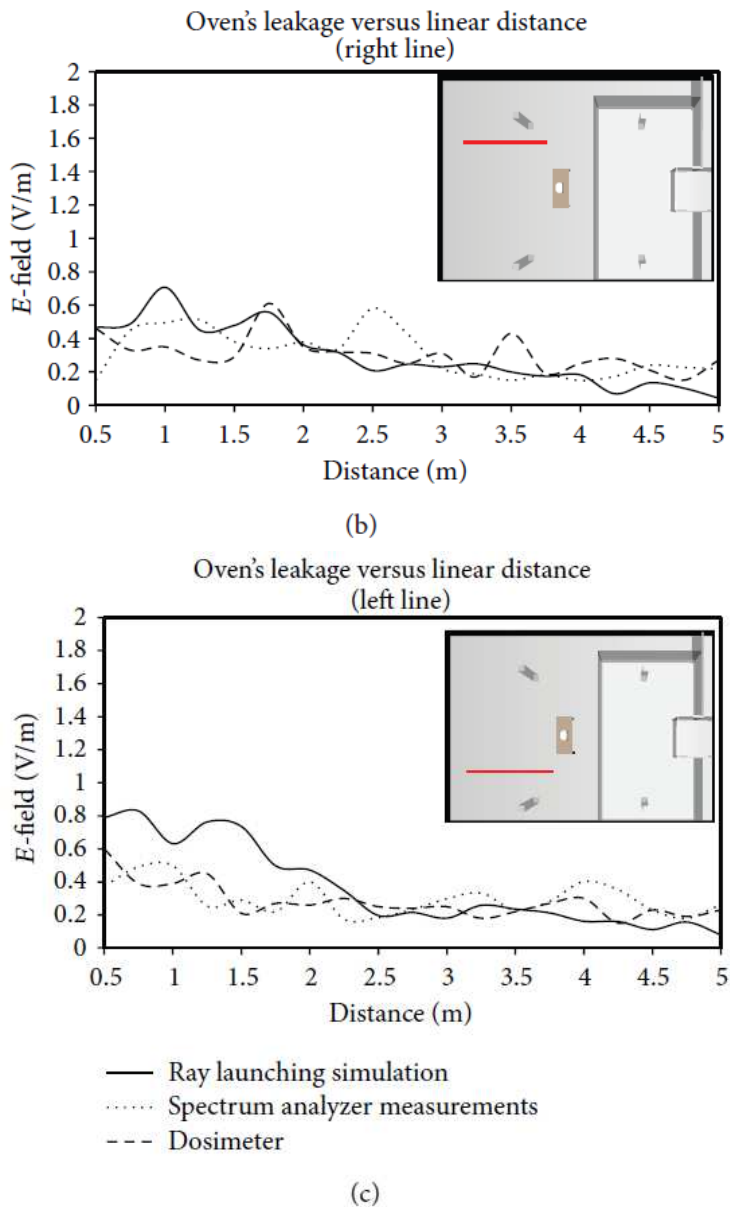 Oven's leakage versus linear distance
(right line)
E-field (V/m)
2
1.8
1.6
1.4
1.2
1
0.8
0.6
0.4
0.2
0
0.5 1 1.5 2 2.5 3 3.5 4 4.5 5
Distance (m)
(b)
Oven's leakage versus linear distance
(left line)
E-field (V/m)
2
1.8
1.6
1.4
1.2
1
0.8
0.6
0.4
0.2
0
0.5 1 1.5 2 2.5 3 3.5 4 4.5 5
Distance (m)
Ray launching simulation
Spectrum analyzer measurements
Dosimeter
(c)